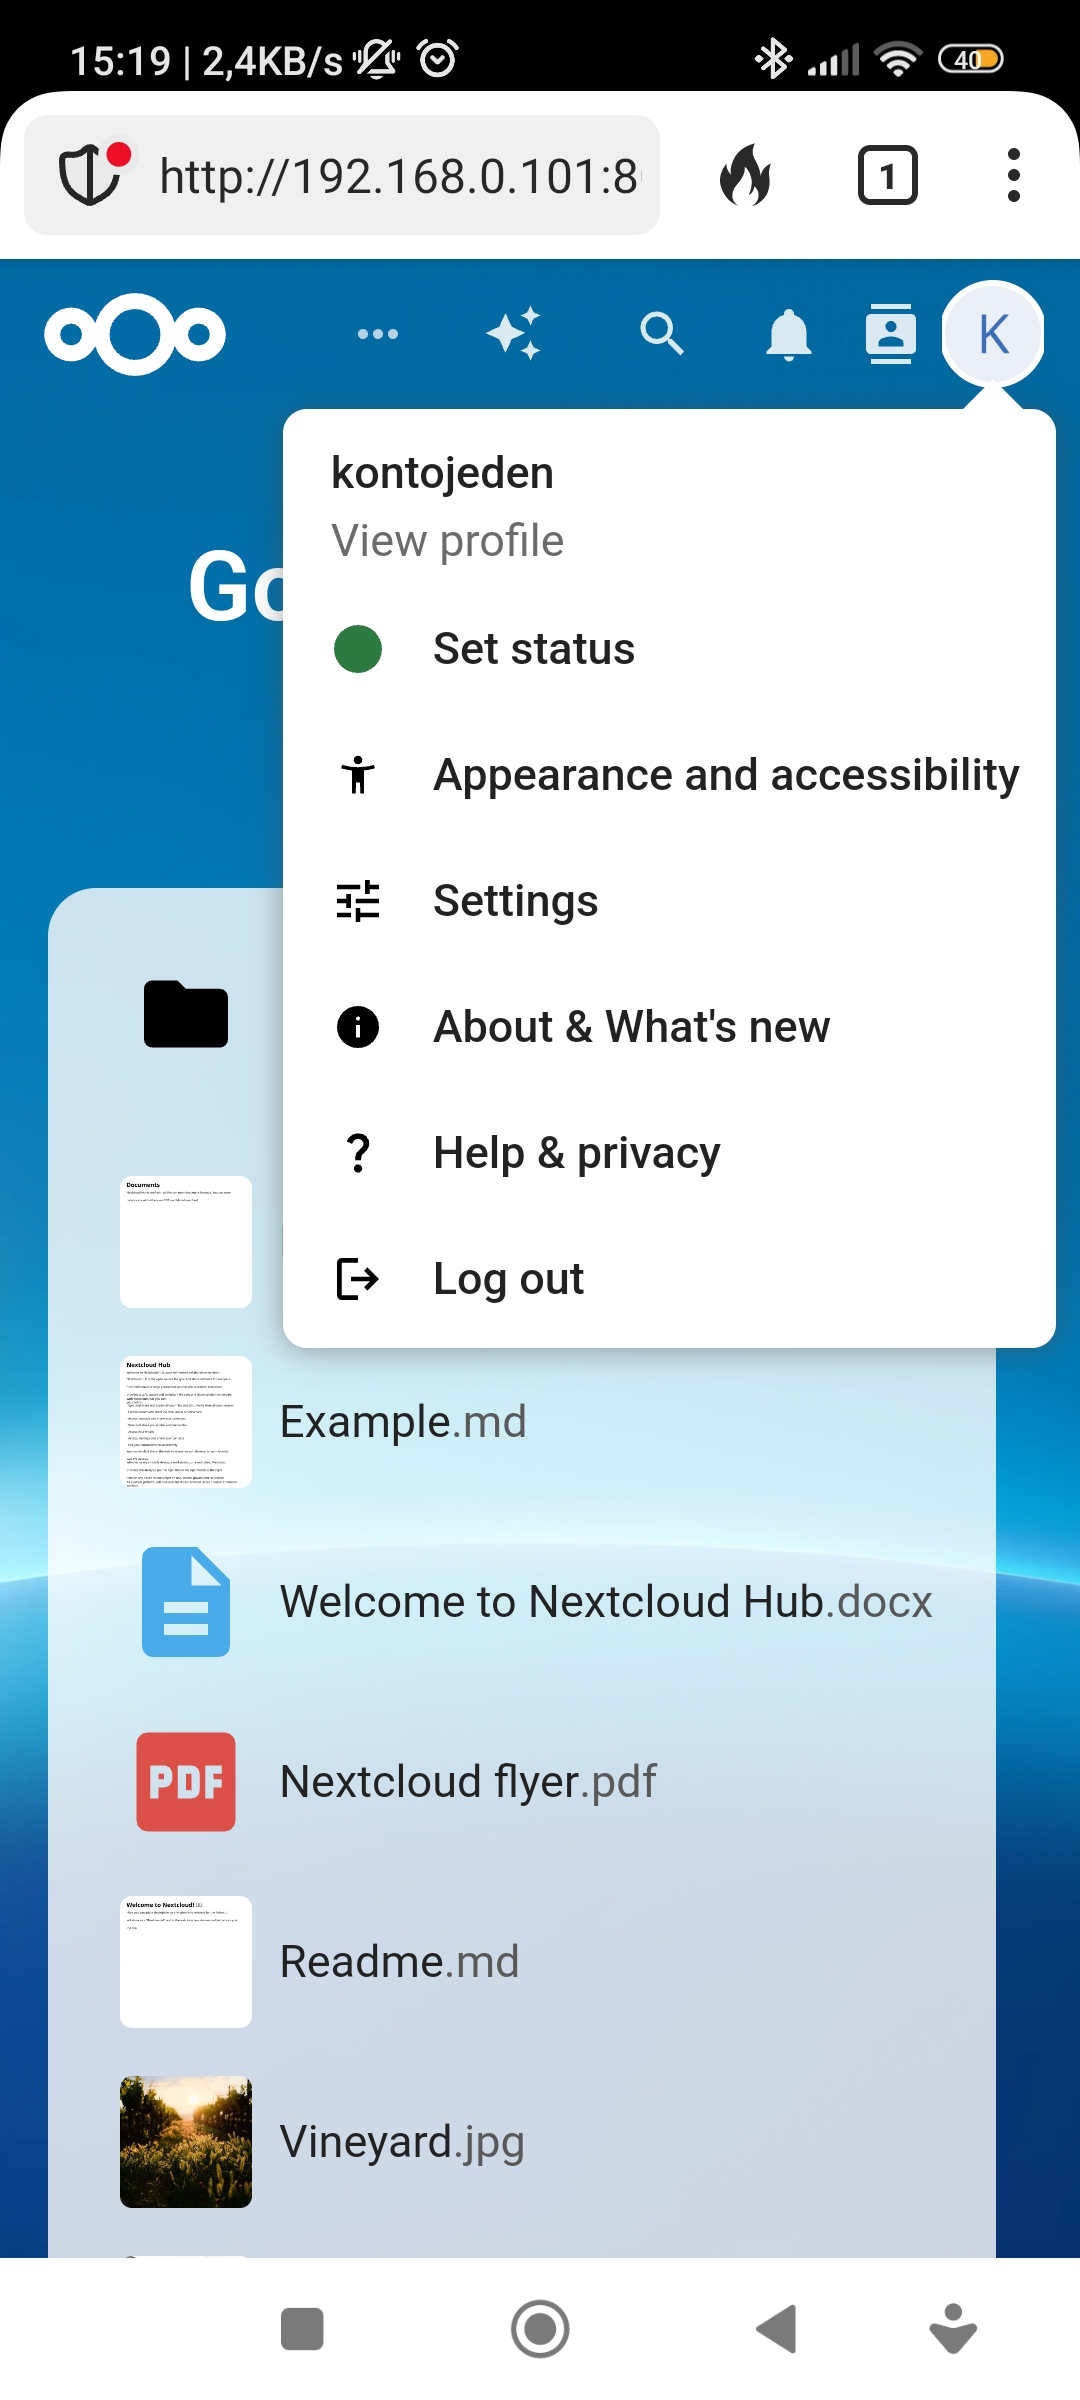 15:19 | 2,4KB/s
40
http://192.168.0.101:8
1
K
kontojeden
View profile
Go
Set status
Appearance and accessibility
Settings
About & What's new
Help & privacy
Log out
Documents
Nextcloud Hub
Example.md
Welcome to Nextcloud Hub.docx
PDF
Nextcloud flyer.pdf
Welcome to Nextcloud!
Readme.md
Vineyard.jpg